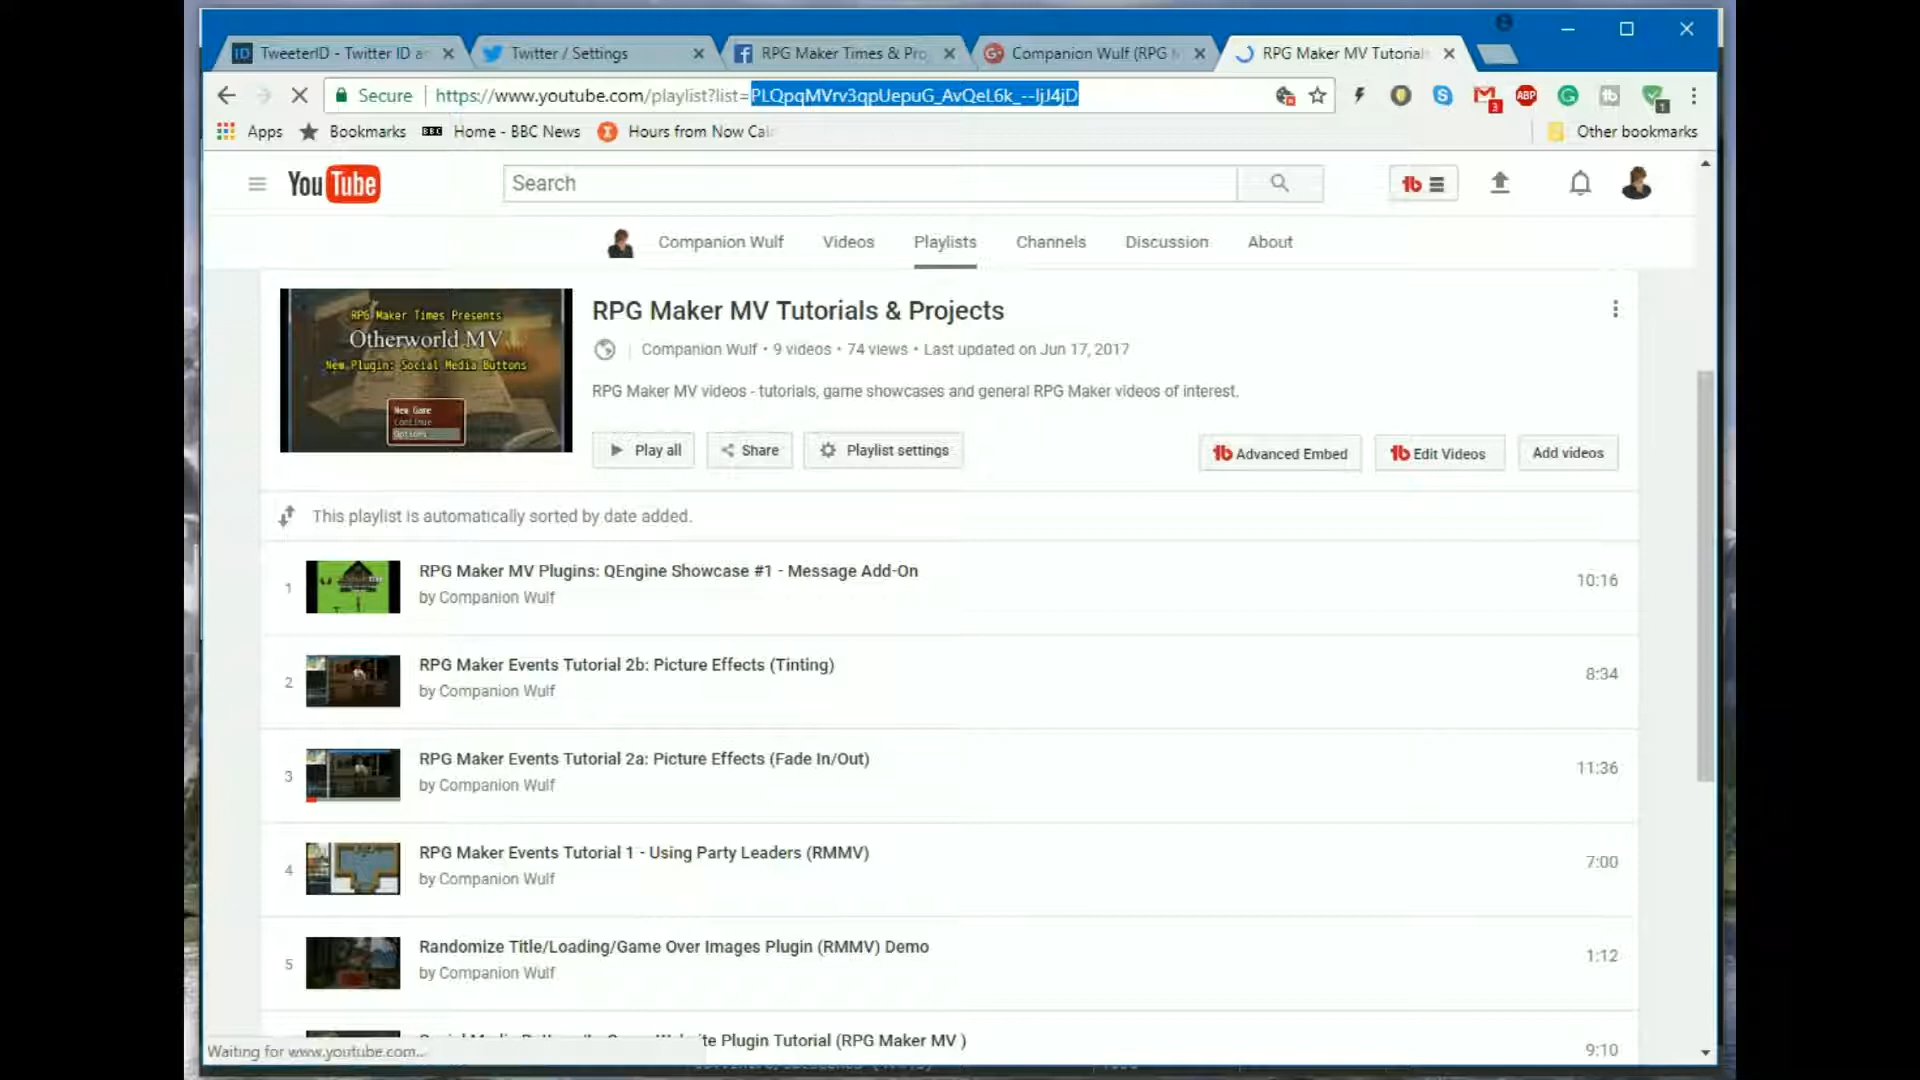 TweeterID - Twitter ID a
Twitter / Settings
RPG Maker Times & Pro
Companion Wulf (RPG M
RPG Maker MV Tutorials
Secure
https://www.youtube.com/playlist?list=PLQpqMVrv3qpUepuG_AvQeL6k_--ljJ4jD
3
ABP
1
Apps
Bookmarks
BBC
Home - BBC News
Hours from Now Cal
Other bookmarks
YouTube
Search
Companion Wulf
Videos
Playlists
Channels
Discussion
About
RPG Maker Times Presents
Otherworld MV
New Plugin: Social Media Buttons
New Game
Continue
Options
RPG Maker MV Tutorials & Projects
Companion Wulf • 9 videos • 74 views • Last updated on Jun 17, 2017
RPG Maker MV videos - tutorials, game showcases and general RPG Maker videos of interest.
Play all
Share
Playlist settings
Advanced Embed
Edit Videos
Add videos
This playlist is automatically sorted by date added.
1
RPG Maker MV Plugins: QEngine Showcase #1 - Message Add-On
by Companion Wulf
10:16
2
RPG Maker Events Tutorial 2b: Picture Effects (Tinting)
by Companion Wulf
8:34
3
RPG Maker Events Tutorial 2a: Picture Effects (Fade In/Out)
by Companion Wulf
11:36
4
RPG Maker Events Tutorial 1 - Using Party Leaders (RMMV)
by Companion Wulf
7:00
5
Randomize Title/Loading/Game Over Images Plugin (RMMV) Demo
by Companion Wulf
1:12
Plugin Tutorial (RPG Maker MV )
9:10
Waiting for www.youtube.com...